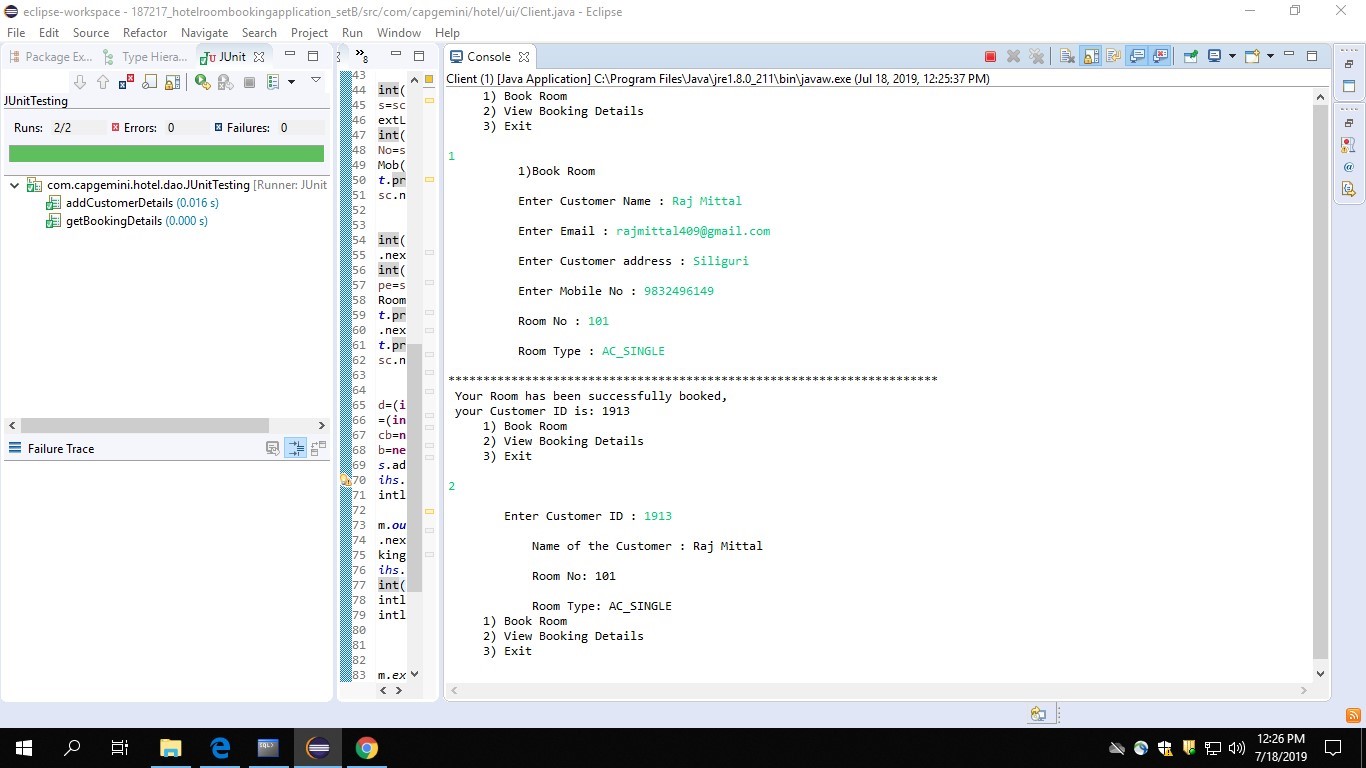 eclipse-workspace - 187217_hotelroombookingapplication_setB/src/com/capgemini/hotel/ui/Client.java - Eclipse
File Edit Source Refactor Navigate Search Project Run Window Help
Package Ex... Type Hiera... JUnit
JUnitTesting
Runs: 2/2 Errors: 0 Failures: 0
com.capgemini.hotel.dao.JUnitTesting [Runner: JUnit
addCustomerDetails (0.016 s)
getBookingDetails (0.000 s)
Failure Trace
8
43
44 int(
45 s=sc
46 extL
47 int(
48 No=s
49 Mob(
50 t.pr
51 sc.n
52
53
54 int(
55 .nex
56 int(
57 pe=s
58 Room
59 t.pr
60 .nex
61 t.pr
62 sc.n
63
64
65 d=(i
66 =(in
67 cb=n
68 b=ne
69 s.ad
70 ihs.
71 intl
72
73 m.ou
74 .nex
75 king
76 ihs.
77 int(
78 intl
79 intl
80
81
82
83 m.ex
Console
Client (1) [Java Application] C:\Program Files\Java\jre1.8.0_211\bin\javaw.exe (Jul 18, 2019, 12:25:37 PM)
1) Book Room
2) View Booking Details
3) Exit
1
1)Book Room
Enter Customer Name : Raj Mittal
Enter Email : rajmittal409@gmail.com
Enter Customer address : Siliguri
Enter Mobile No : 9832496149
Room No : 101
Room Type : AC_SINGLE
**********************************************************************
Your Room has been successfully booked,
your Customer ID is: 1913
1) Book Room
2) View Booking Details
3) Exit
2
Enter Customer ID : 1913
Name of the Customer : Raj Mittal
Room No: 101
Room Type: AC_SINGLE
1) Book Room
2) View Booking Details
3) Exit
12:26 PM
7/18/2019